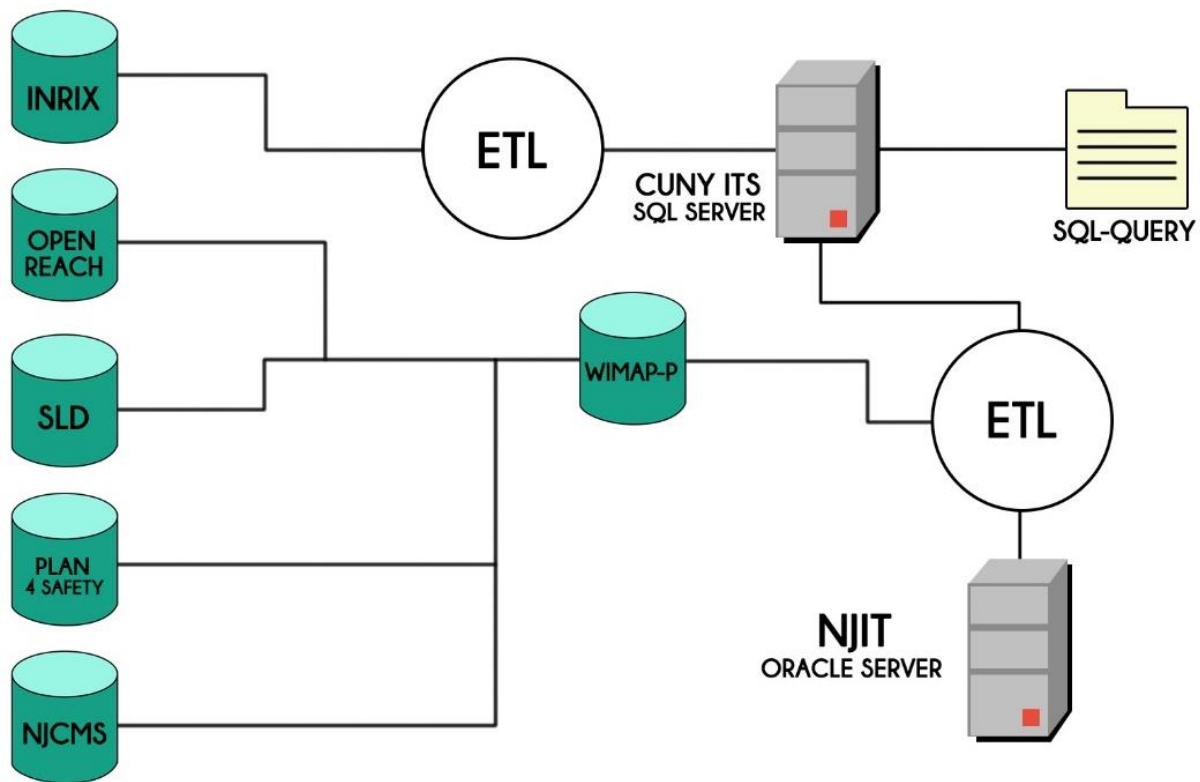 INRIX
ETL
CUNY ITS
SQL SERVER
SQL-QUERY
OPEN
REACH
WIMAP-P
SLD
ETL
PLAN
4 SAFETY
NJIT
ORACLE SERVER
NJCMS